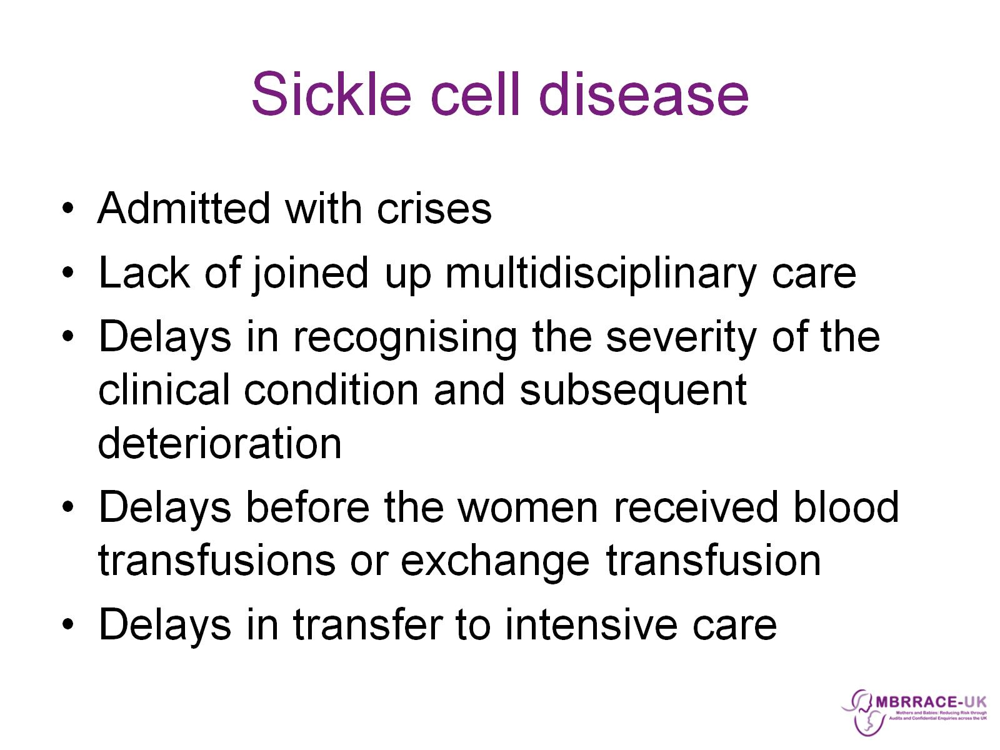 Sickle cell disease
• Admitted with crises
• Lack of joined up multidisciplinary care
• Delays in recognising the severity of the
clinical condition and subsequent
deterioration
• Delays before the women received blood
transfusions or exchange transfusion
• Delays in transfer to intensive care
MBRRACE-UK
Mothers and Babies: Reducing Risk through
Audits and Confidential Enquiries across the UK